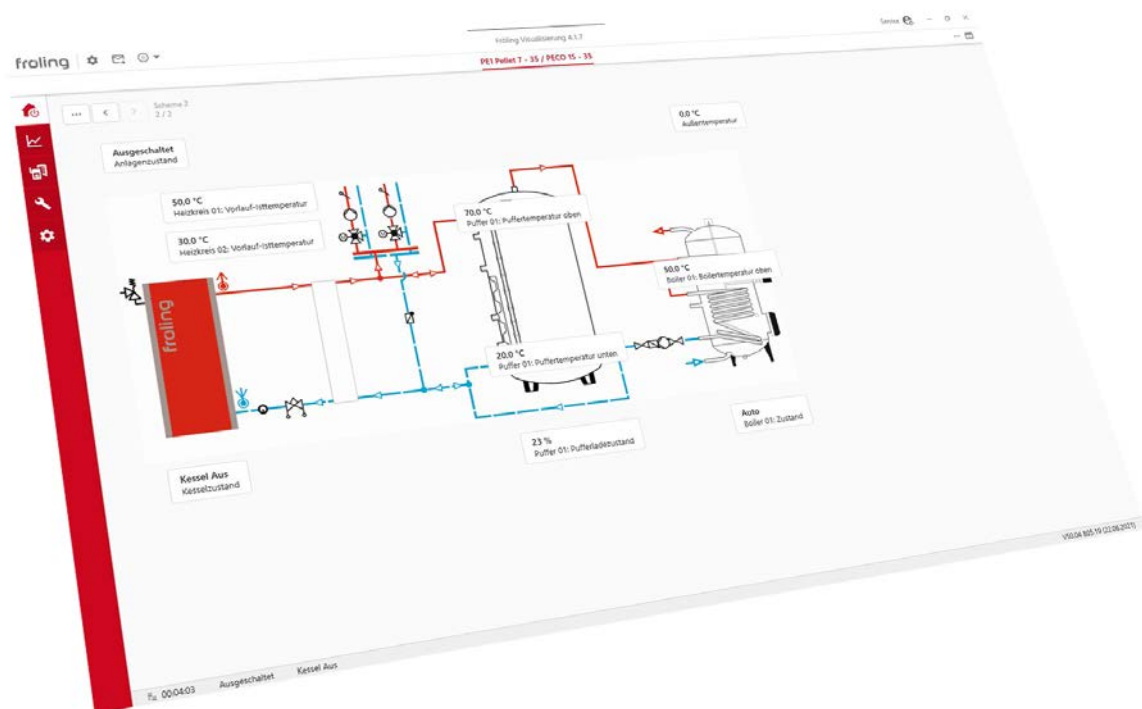 froling
Fröling Visualisierung 4.1.7
Service
PE1 Pellet 7 - 35 / PECO 15 - 35
Schema 2
2 / 2
Ausgeschaltet
Anlagenzustand
0,0 °C
Außentemperatur
50,0 °C
Heizkreis 01: Vorlauf-Isttemperatur
30,0 °C
Heizkreis 02: Vorlauf-Isttemperatur
70,0 °C
Puffer 01: Puffertemperatur oben
50,0 °C
Boiler 01: Boilertemperatur oben
froling
20,0 °C
Puffer 01: Puffertemperatur unten
23 %
Puffer 01: Pufferladezustand
Auto
Boiler 01: Zustand
Kessel Aus
Kesselzustand
00:04:03
Ausgeschaltet
Kessel Aus